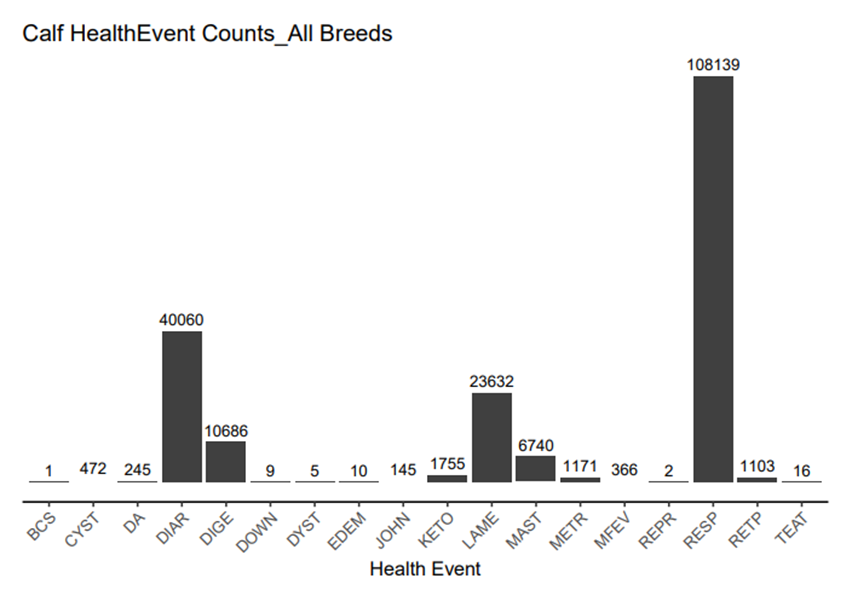 Calf HealthEvent Counts_All Breeds
108139
40060
23632
10686
6740
1 472 245 9 5 10 145 1755 1171 366 2 1103 16
BCS CYST DA DIAR DIGE DOWN DYST EDEM JOHN KETO LAME MAST METR MFEV REPR RESP RETP TEAT
Health Event